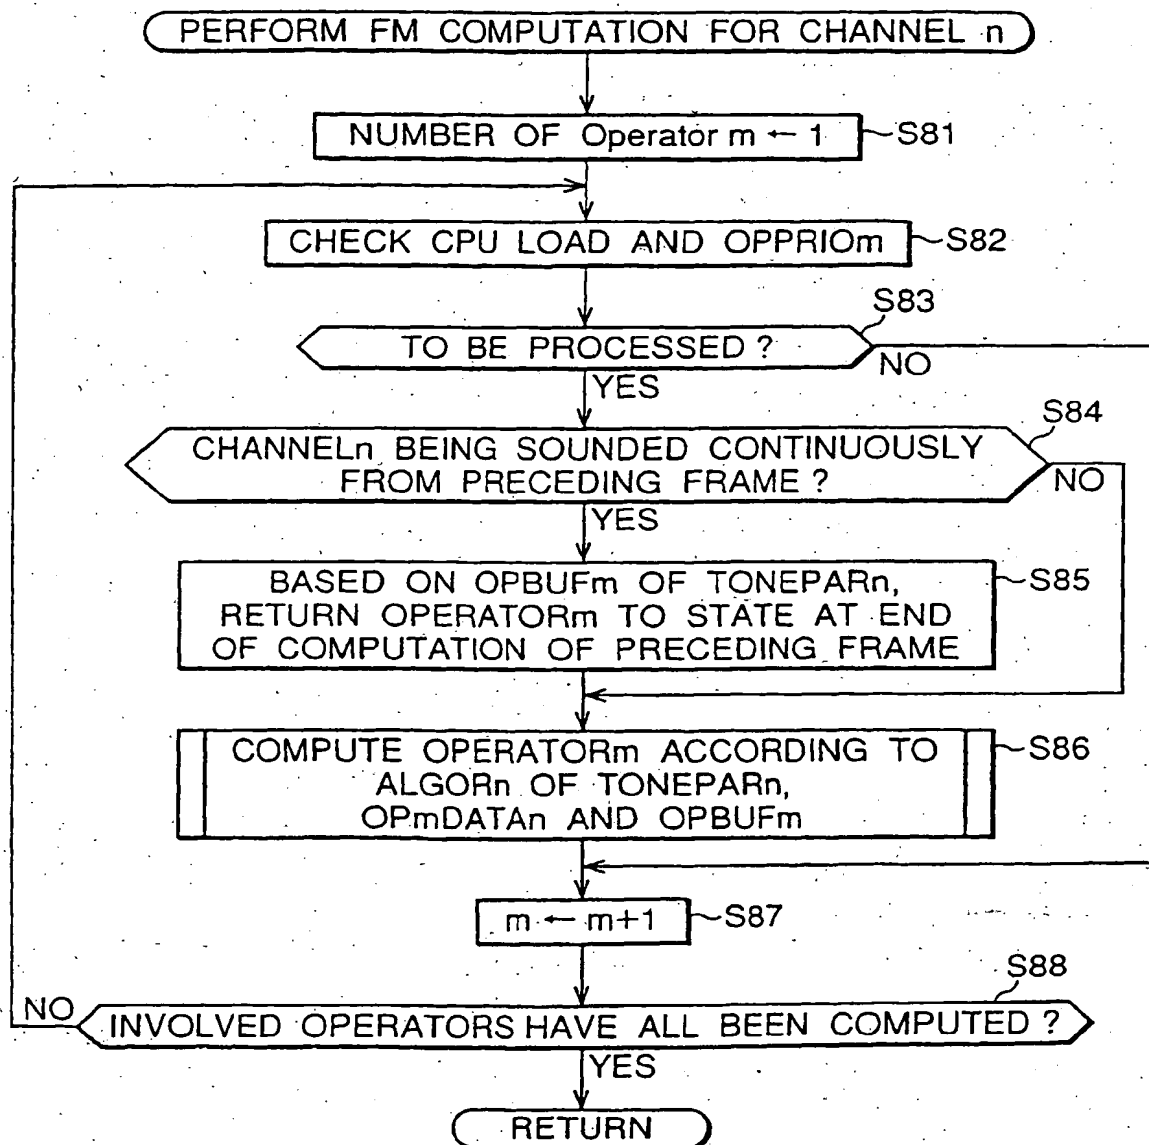 PERFORM FM COMPUTATION FOR CHANNEL n
NUMBER OF Operator m ← 1
S81
CHECK CPU LOAD AND OPPRIOm
S82
S83
TO BE PROCESSED ?
NO
YES
S84
CHANNELn BEING SOUNDED CONTINUOUSLY
FROM PRECEDING FRAME ?
NO
YES
BASED ON OPBUFm OF TONEPARn,
RETURN OPERATORm TO STATE AT END
OF COMPUTATION OF PRECEDING FRAME
S85
COMPUTE OPERATORm ACCORDING TO
ALGORn OF TONEPARn,
OPmDATAn AND OPBUFm
S86
m ← m+1
S87
S88
NO
INVOLVED OPERATORS HAVE ALL BEEN COMPUTED ?
YES
RETURN